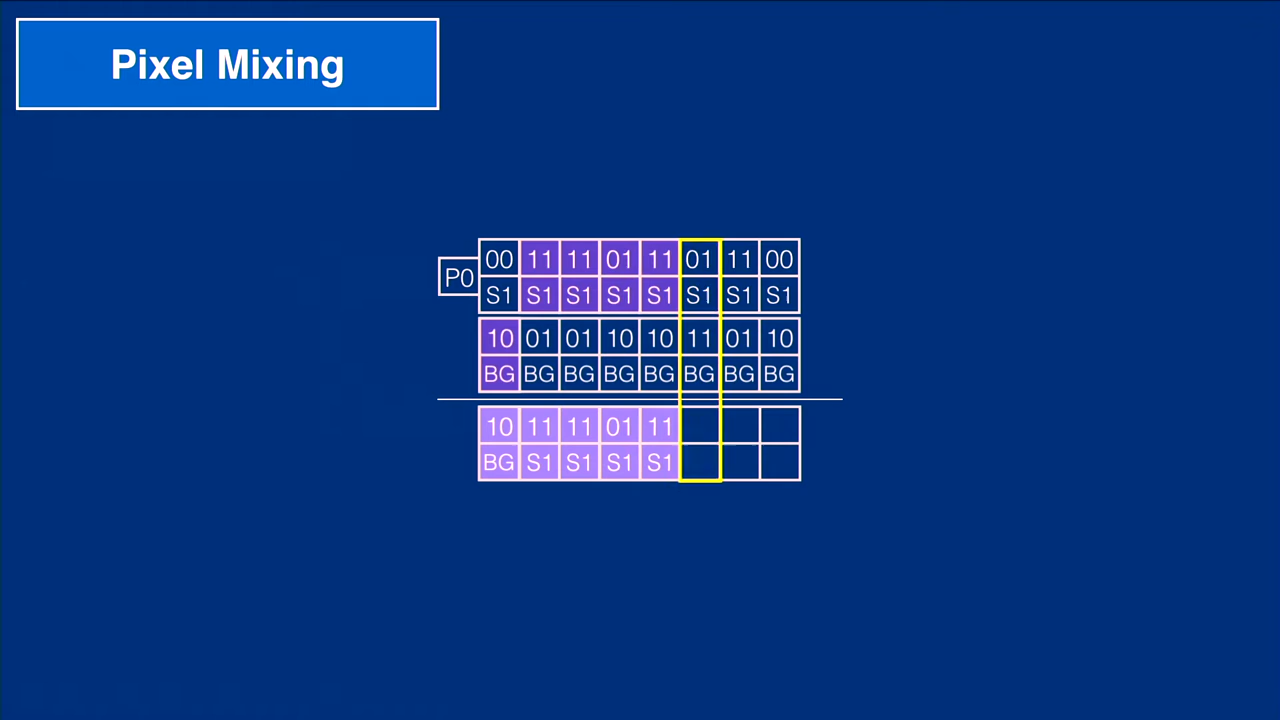 Pixel Mixing
00 11 11 01 11 01 11 00
P0
S1 S1 S1 S1 S1 S1 S1 S1
10 01 01 10 10 11 01 10
BG BG BG BG BG BG BG BG
10 11 11 01 11
BG S1 S1 S1 S1